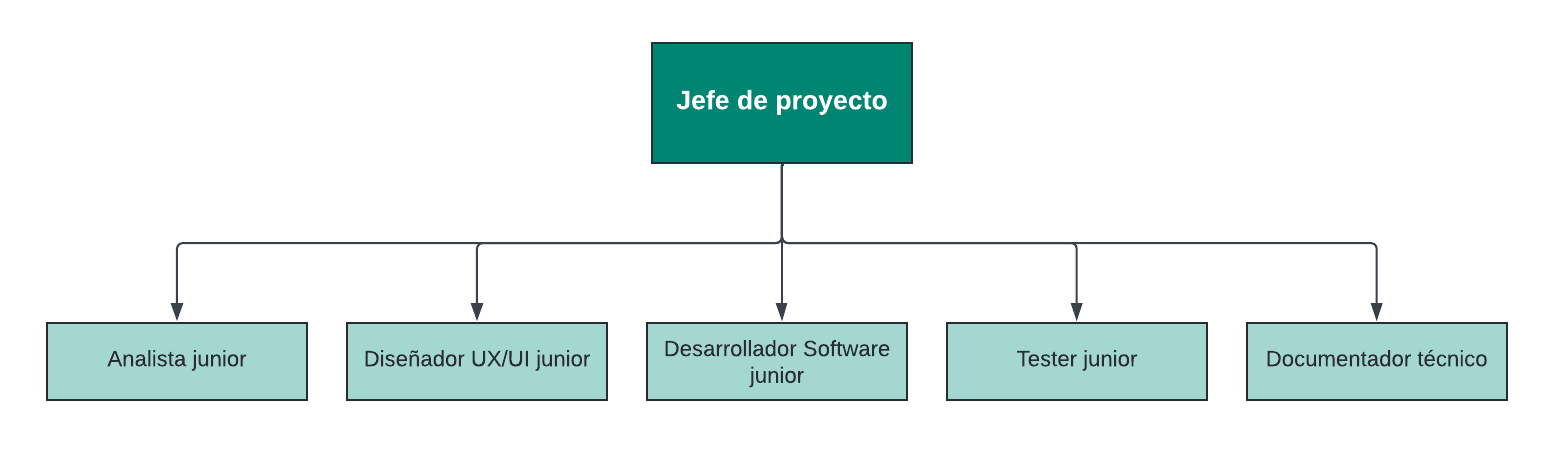 Jefe de proyecto
Analista junior
Diseñador UX/UI junior
Desarrollador Software
junior
Tester junior
Documentador técnico